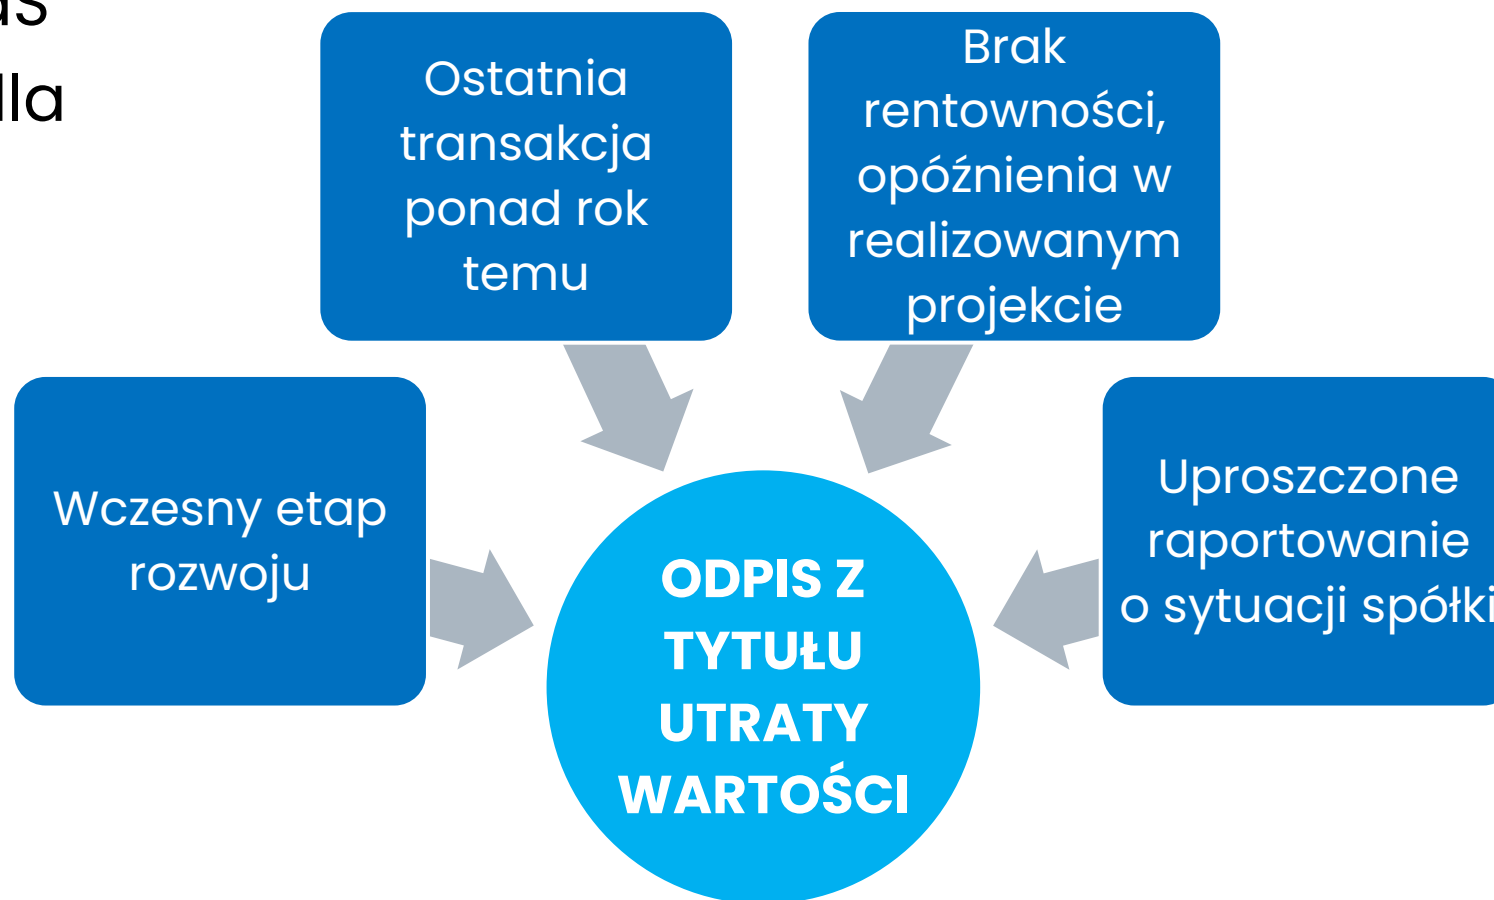 Ostatnia
transakcja
ponad rok
temu
Brak
rentowności,
opóźnienia w
realizowanym
projekcie
Wczesny etap
rozwoju
Uproszczone
raportowanie
o sytuacji spółki
ODPIS Z
TYTUŁU
UTRATY
WARTOŚCI